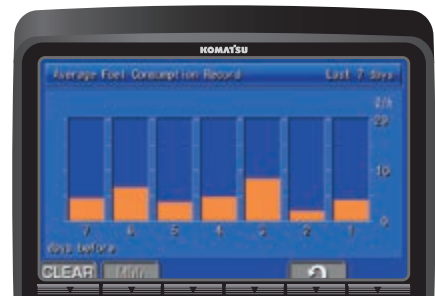 KOMATSU
Average Fuel Consumption Record Last 7 days
ℓ/h
20
10
0
7 6 5 4 3 2 1
days before
CLEAR